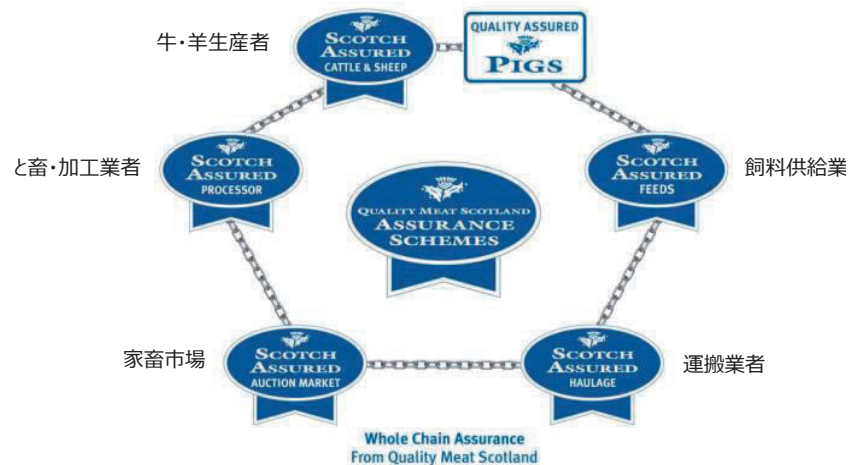 牛・羊生産者
SCOTCH
ASSURED
CATTLE & SHEEP
QUALITY ASSURED
PIGS
と畜・加工業者
SCOTCH
ASSURED
PROCESSOR
SCOTCH
ASSURED
FEEDS
飼料供給業
QUALITY MEAT SCOTLAND
ASSURANCE
SCHEMES
家畜市場
SCOTCH
ASSURED
AUCTION MARKET
SCOTCH
ASSURED
HAULAGE
運搬業者
Whole Chain Assurance
From Quality Meat Scotland